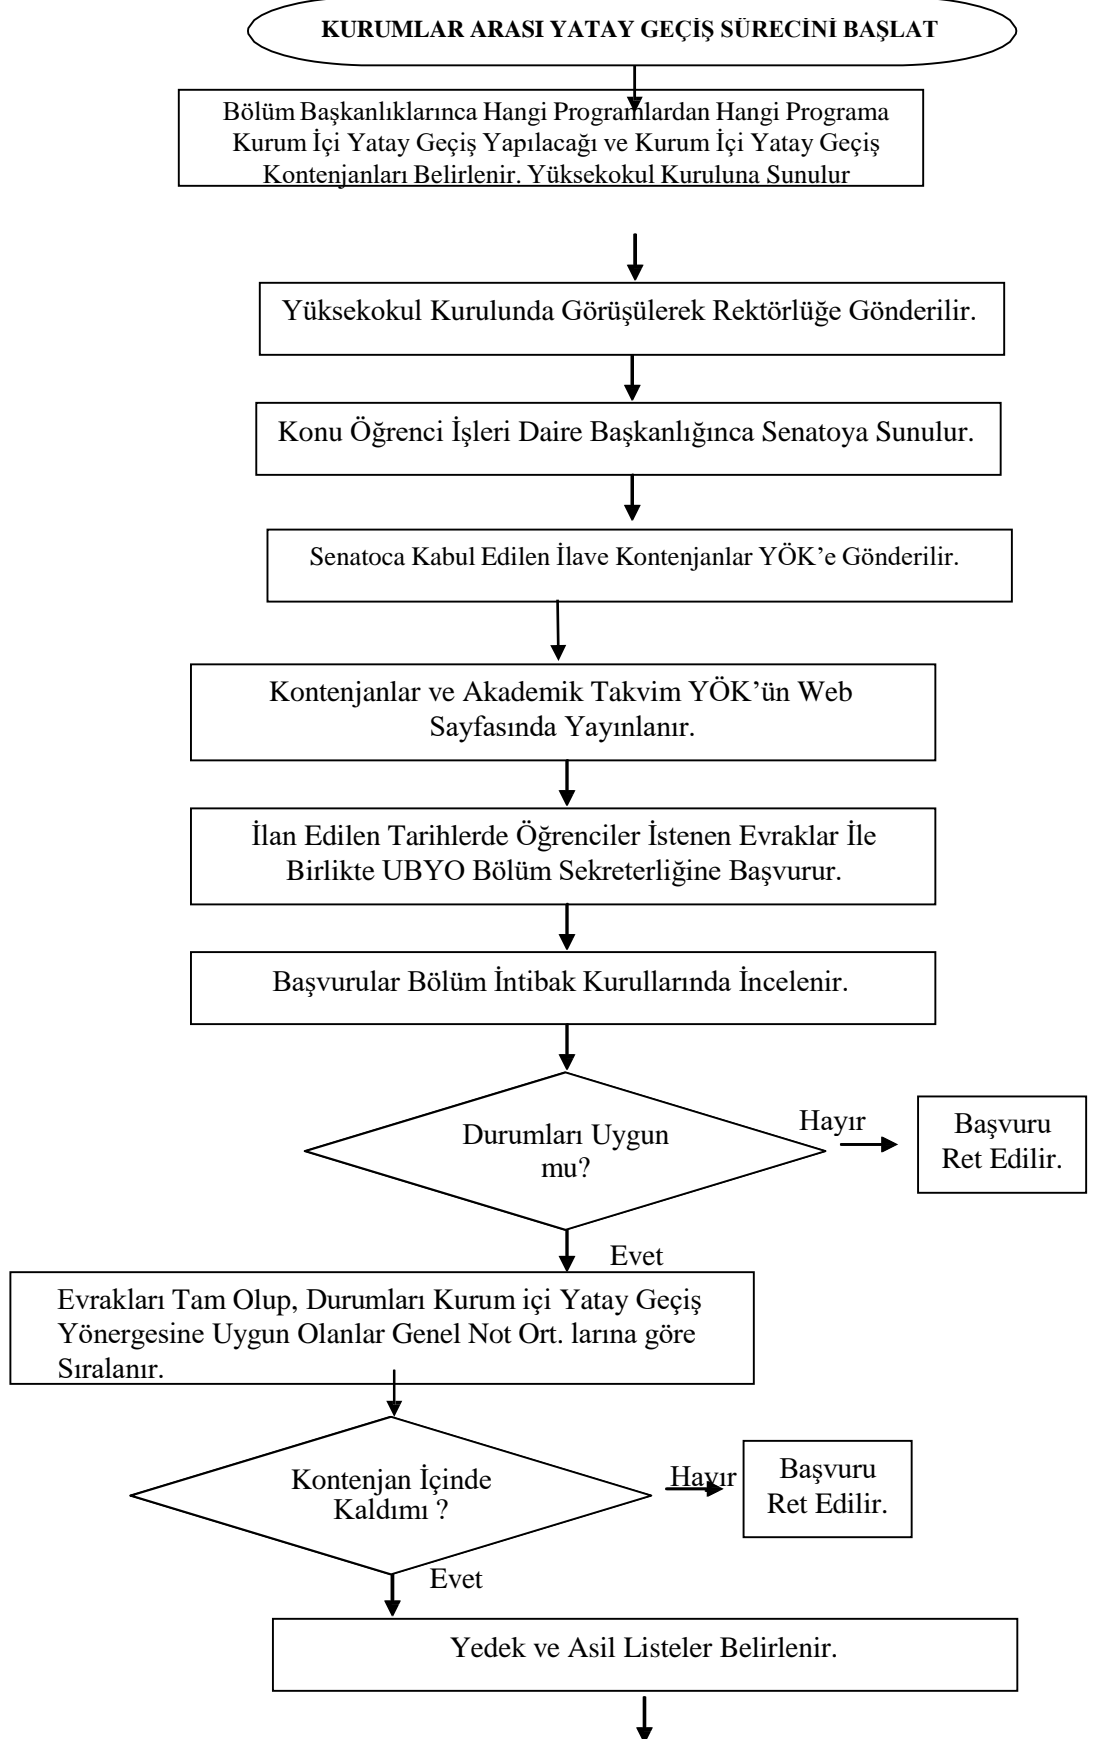 KURUMLAR ARASI YATAY GEÇİŞ SÜRECİNİ BAŞLAT
Bölüm Başkanlıklarınca Hangi Programlardan Hangi Programa
Kurum İçi Yatay Geçiş Yapılacağı ve Kurum İçi Yatay Geçiş
Kontenjanları Belirlenir. Yüksekokul Kuruluna Sunulur
Yüksekokul Kurulunda Görüşülerek Rektörlüğe Gönderilir.
Konu Öğrenci İşleri Daire Başkanlığınca Senatoya Sunulur.
Senatoca Kabul Edilen İlave Kontenjanlar YÖK’e Gönderilir.
Kontenjanlar ve Akademik Takvim YÖK’ün Web
Sayfasında Yayınlanır.
İlan Edilen Tarihlerde Öğrenciler İstenen Evraklar İle
Birlikte UBYO Bölüm Sekreterliğine Başvurur.
Başvurular Bölüm İntibak Kurullarında İncelenir.
Durumları Uygun
mu?
Hayır
Başvuru
Ret Edilir.
Evet
Evrakları Tam Olup, Durumları Kurum içi Yatay Geçiş
Yönergesine Uygun Olanlar Genel Not Ort. larına göre
Sıralanır.
Kontenjan İçinde
Kaldımı ?
Hayır
Başvuru
Ret Edilir.
Evet
Yedek ve Asil Listeler Belirlenir.